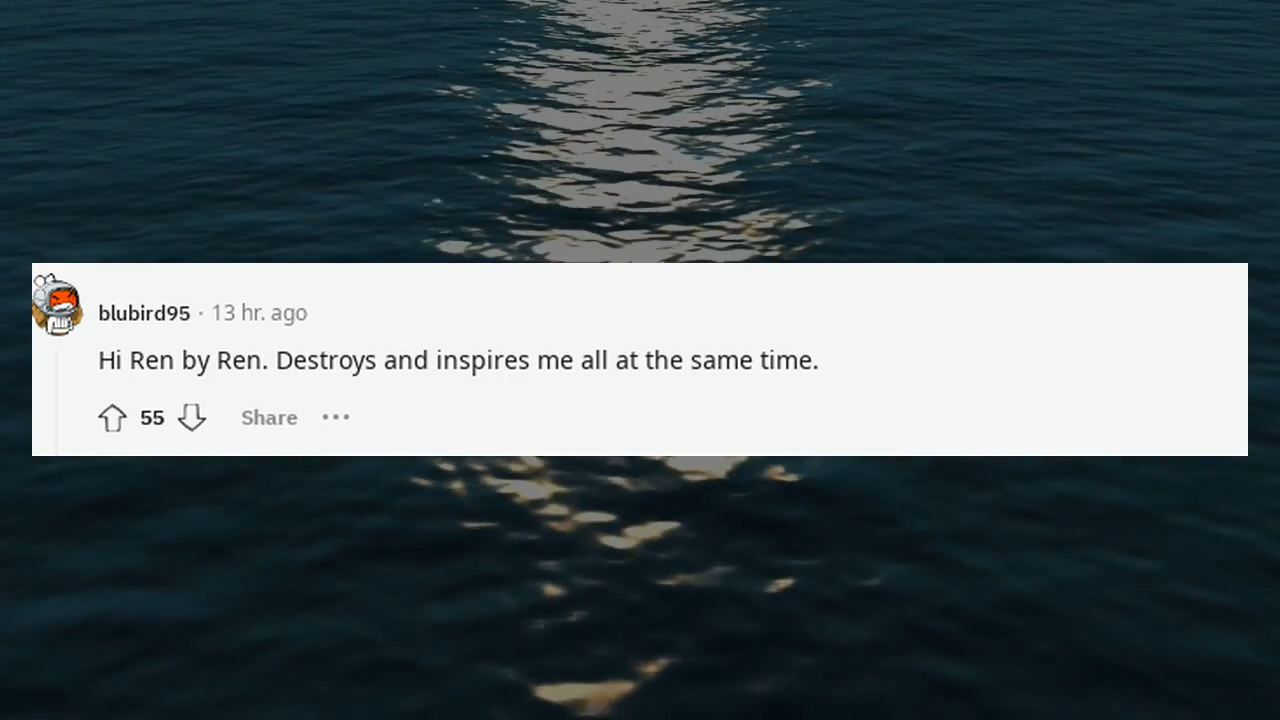 blubird95 · 13 hr. ago
Hi Ren by Ren. Destroys and inspires me all at the same time.
55 Share ...